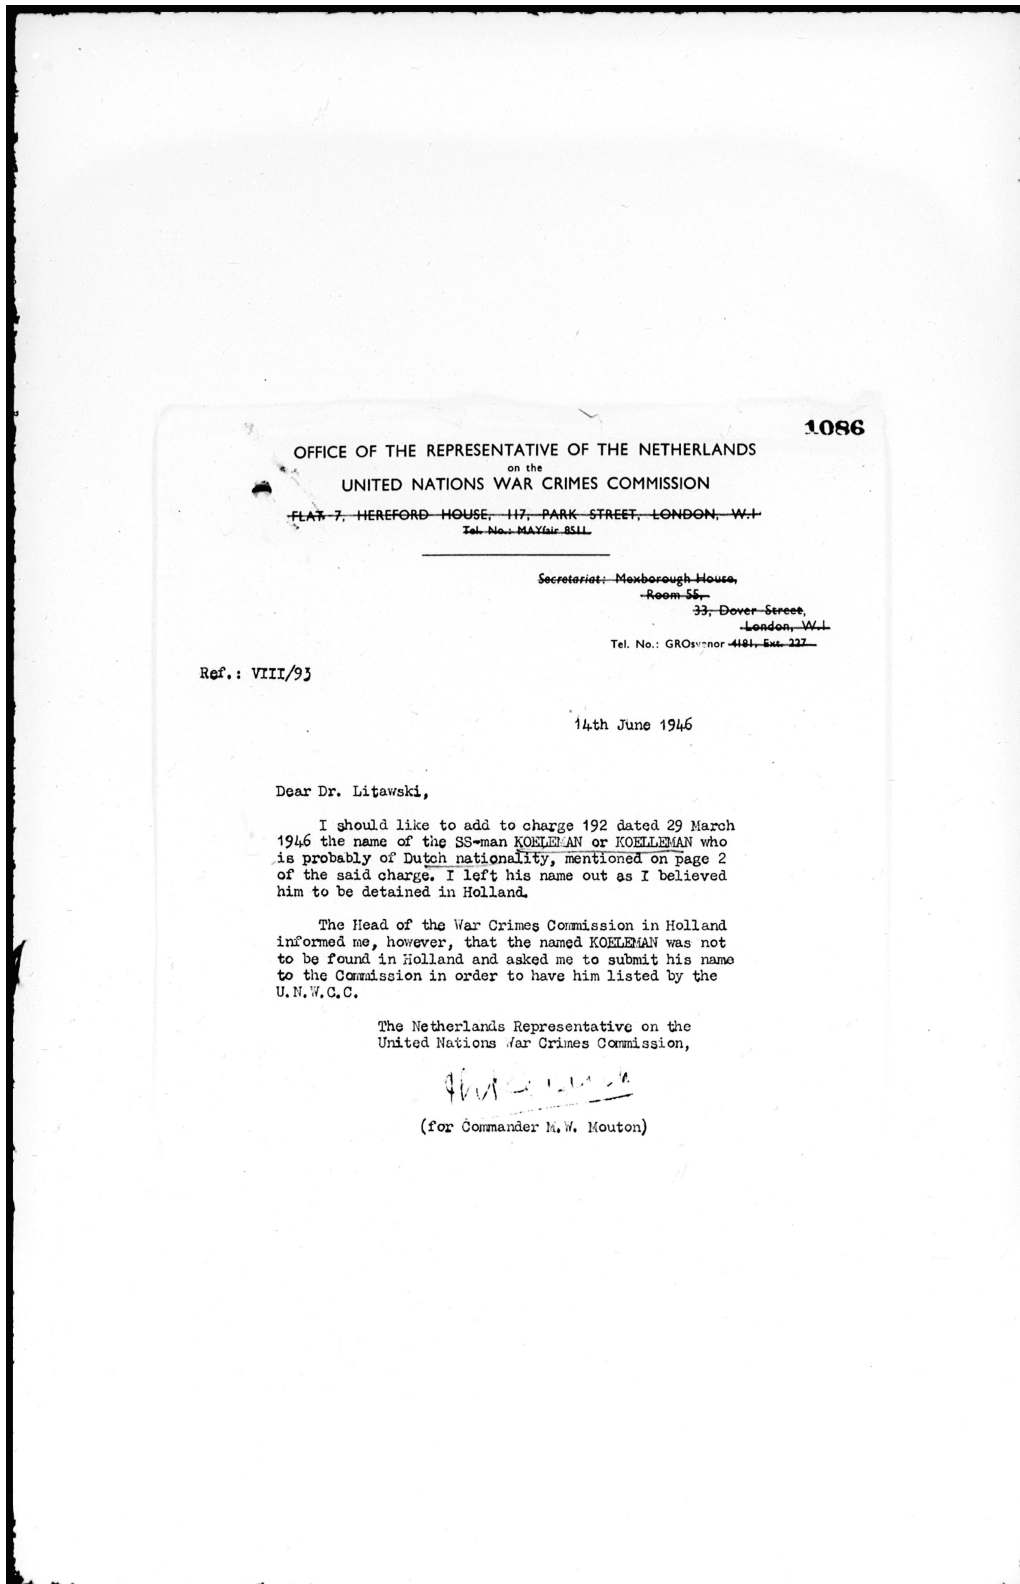 1086
OFFICE OF THE REPRESENTATIVE OF THE NETHERLANDS
on the
UNITED NATIONS WAR CRIMES COMMISSION
FLAT 7, HEREFORD HOUSE, 117, PARK STREET, LONDON, W.1
Tel. No.: MAYfair 8511
Secretariat: Mexborough House,
Room 55,
33, Dover Street,
London, W.1
Tel. No.: GROsvenor 4181, Ext. 227
Ref.: VIII/93
14th June 1946
Dear Dr. Litawski,
I should like to add to charge 192 dated 29 March
1946 the name of the SS-man KOELEMAN or KOELLEMAN who
is probably of Dutch nationality, mentioned on page 2
of the said charge. I left his name out as I believed
him to be detained in Holland.
The Head of the War Crimes Commission in Holland
informed me, however, that the named KOELEMAN was not
to be found in Holland and asked me to submit his name
to the Commission in order to have him listed by the
U.N.W.C.C.
The Netherlands Representative on the
United Nations War Crimes Commission,
(for Commander M.W. Mouton)